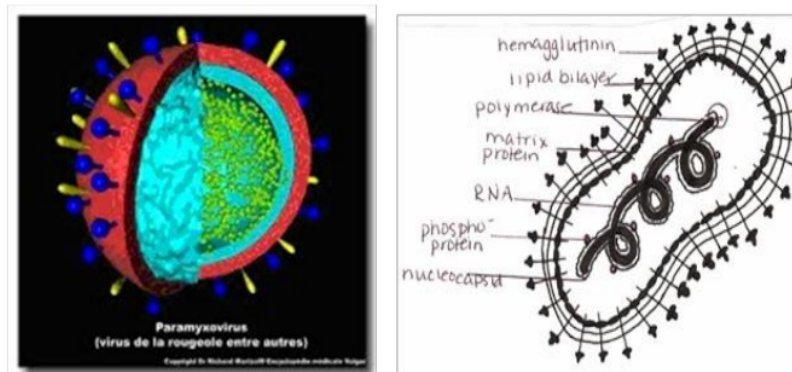 Paramyxovirus
(virus de la rougeole entre autres)
hemagglutinin
lipid bilayer
polymerase
matrix
protein
RNA
phospho-
protein
nucleocapsid